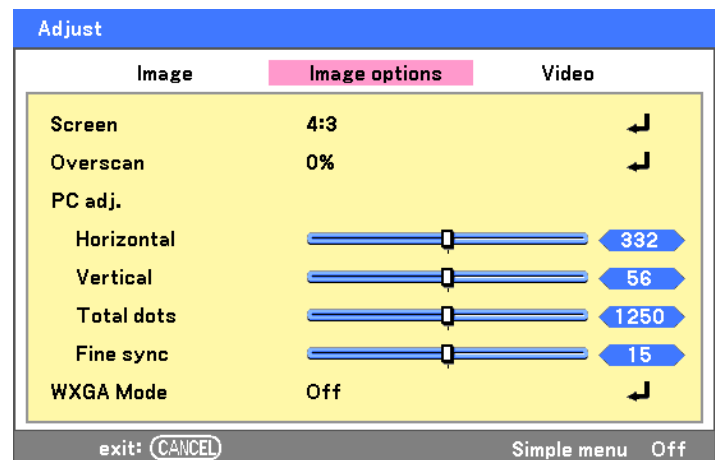 Adjust
Image Image options Video
Screen 4:3
Overscan 0%
PC adj.
Horizontal 332
Vertical 56
Total dots 1250
Fine sync 15
WXGA Mode Off
exit: (CANCEL) Simple menu Off